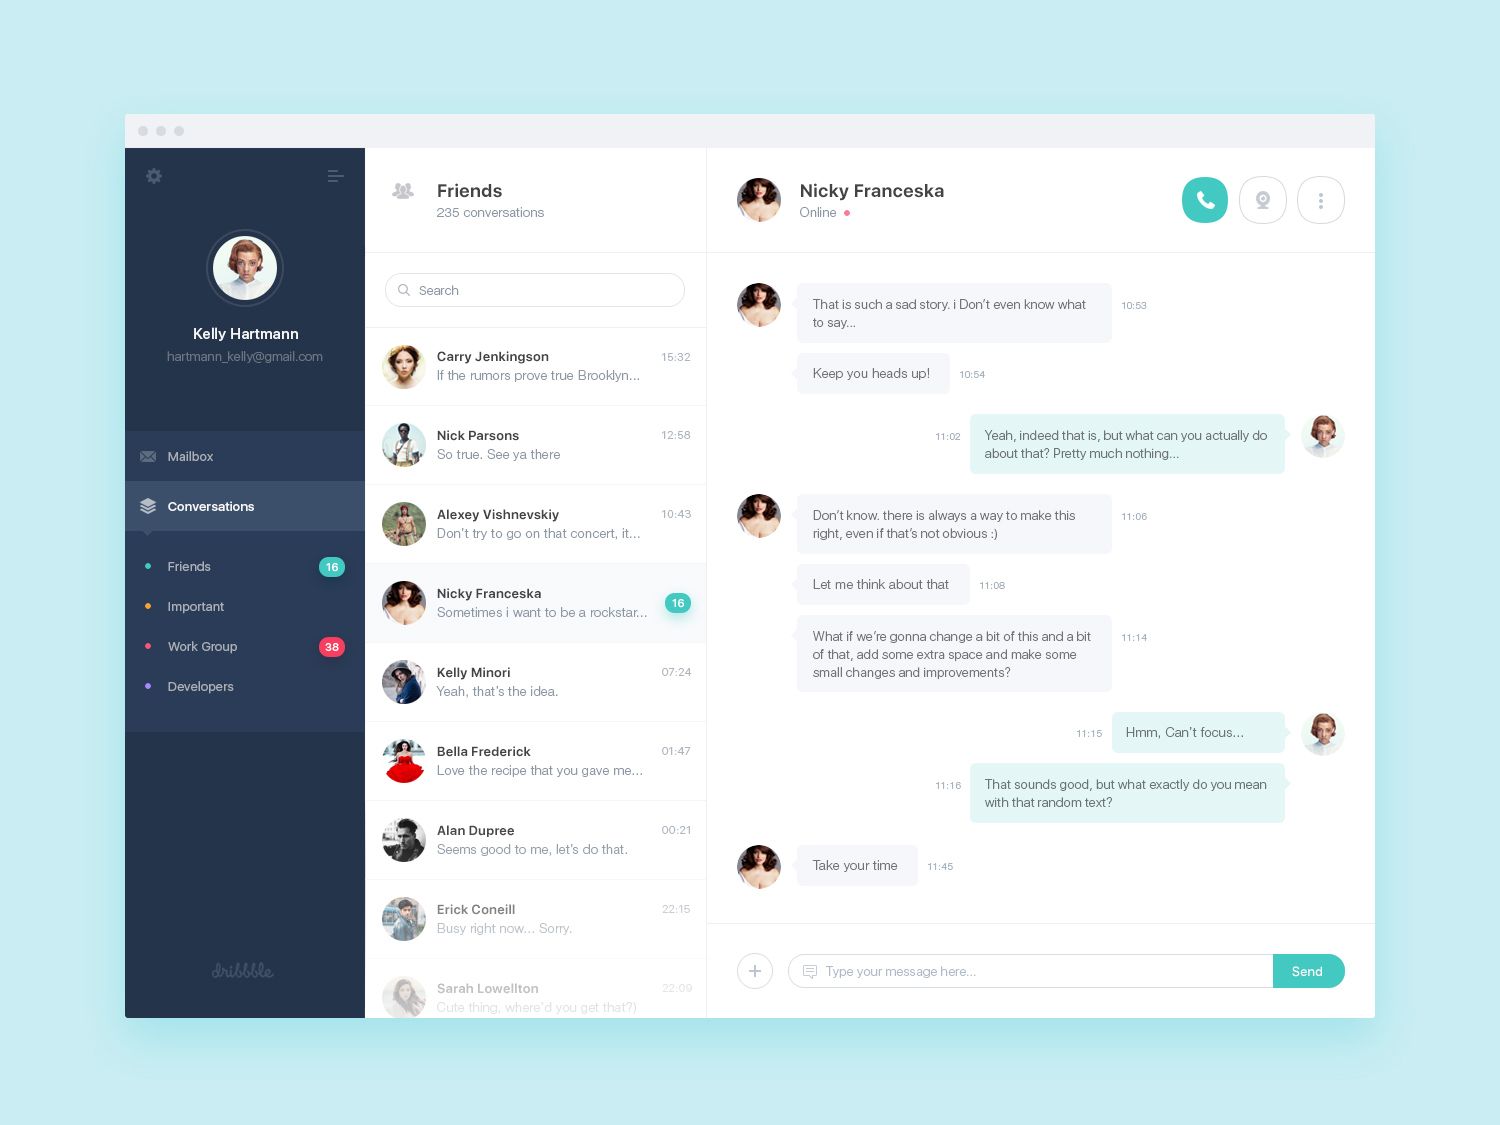 Kelly Hartmann
hartmann_kelly@gmail.com
Mailbox
Conversations
Friends 16
Important
Work Group 38
Developers
dribbble
Friends
235 conversations
Search
Carry Jenkingson 15:32
If the rumors prove true Brooklyn...
Nick Parsons 12:58
So true. See ya there
Alexey Vishnevskiy 10:43
Don't try to go on that concert, it...
Nicky Franceska
Sometimes i want to be a rockstar... 16
Kelly Minori 07:24
Yeah, that's the idea.
Bella Frederick 01:47
Love the recipe that you gave me...
Alan Dupree 00:21
Seems good to me, let's do that.
Erick Coneill 22:15
Busy right now... Sorry.
Sarah Lowellton 22:09
Cute thing, where'd you get that?)
Nicky Franceska
Online
That is such a sad story. i Don't even know what 10:53
to say...
Keep you heads up! 10:54
11:02 Yeah, indeed that is, but what can you actually do
about that? Pretty much nothing...
Don't know. there is always a way to make this 11:06
right, even if that's not obvious :)
Let me think about that 11:08
What if we're gonna change a bit of this and a bit 11:14
of that, add some extra space and make some
small changes and improvements?
11:15 Hmm, Can't focus...
11:16 That sounds good, but what exactly do you mean
with that random text?
Take your time 11:45
Type your message here... Send